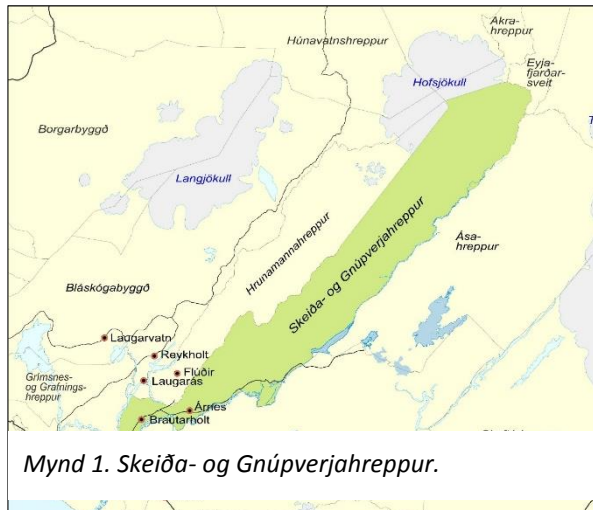 Akra-
hreppur
Húnavatnshreppur
Eyja-
fjarðar-
sveit
Hofsjökull
Borgarbyggð
Langjökull
Skeiða- og Gnúpverjahreppur
Hrunamannahreppur
Ása-
hreppur
Bláskógabyggð
Laugarvatn
Reykholt
Flúðir
Grímsnes-
og Grafnings-
hreppur
Laugarás
Árnes
Brautarholt
Mynd 1. Skeiða- og Gnúpverjahreppur.